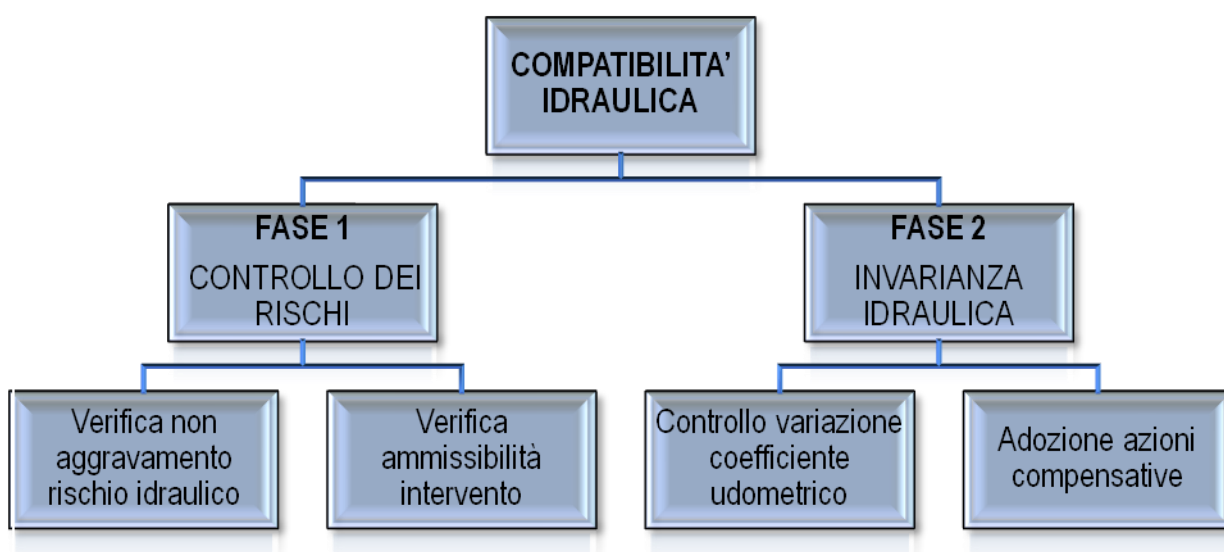 COMPATIBILITA’
IDRAULICA
FASE 1
CONTROLLO DEI
RISCHI
FASE 2
INVARIANZA
IDRAULICA
Verifica non
aggravamento
rischio idraulico
Verifica
ammissibilità
intervento
Controllo variazione
coefficiente
udometrico
Adozione azioni
compensative